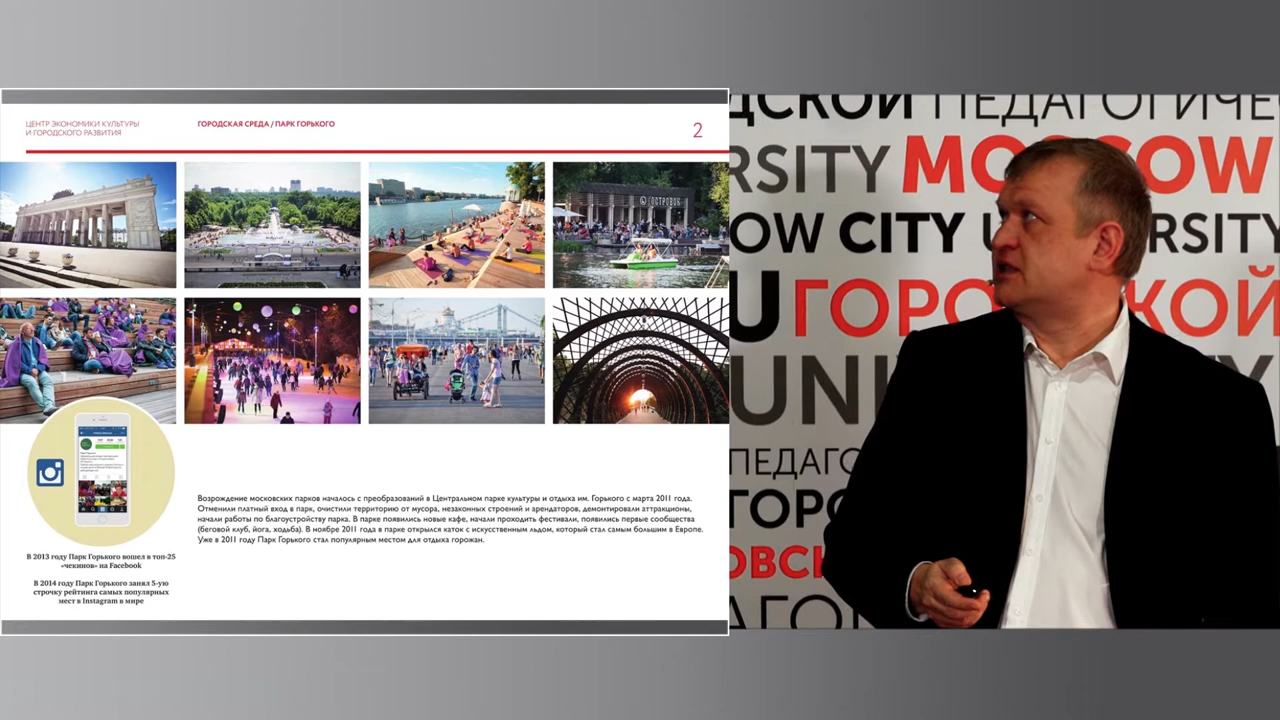 ЦЕНТР ЭКОНОМИКИ КУЛЬТУРЫ
И ГОРОДСКОГО РАЗВИТИЯ
ГОРОДСКАЯ СРЕДА / ПАРК ГОРЬКОГО
2
ОСТРОВОК
Возрождение московских парков началось с преобразований в Центральном парке культуры и отдыха им. Горького с марта 2011 года.
Отменили платный вход в парк, очистили территорию от мусора, незаконных строений и арендаторов, демонтировали аттракционы,
начали работы по благоустройству парка. В парке появились новые кафе, начали проходить фестивали, появились первые сообщества
(беговой клуб, йога, ходьба). В ноябре 2011 года в парке открылся каток с искусственным льдом, который стал самым большим в Европе.
Уже в 2011 году Парк Горького стал популярным местом для отдыха горожан.
В 2013 году Парк Горького вошел в топ-25
«чекинов» на Facebook
В 2014 году Парк Горького занял 5-ую
строчку рейтинга самых популярных
мест в Instagram в мире
ДСКОЙ ПЕДАГОГИЧЕ
RSITY MOSCOW
OW CITY U ERSITY
U ГОРО СКОЙ
UNI TY
ПЕДАГО
ГОРО
ОВСК
АГО